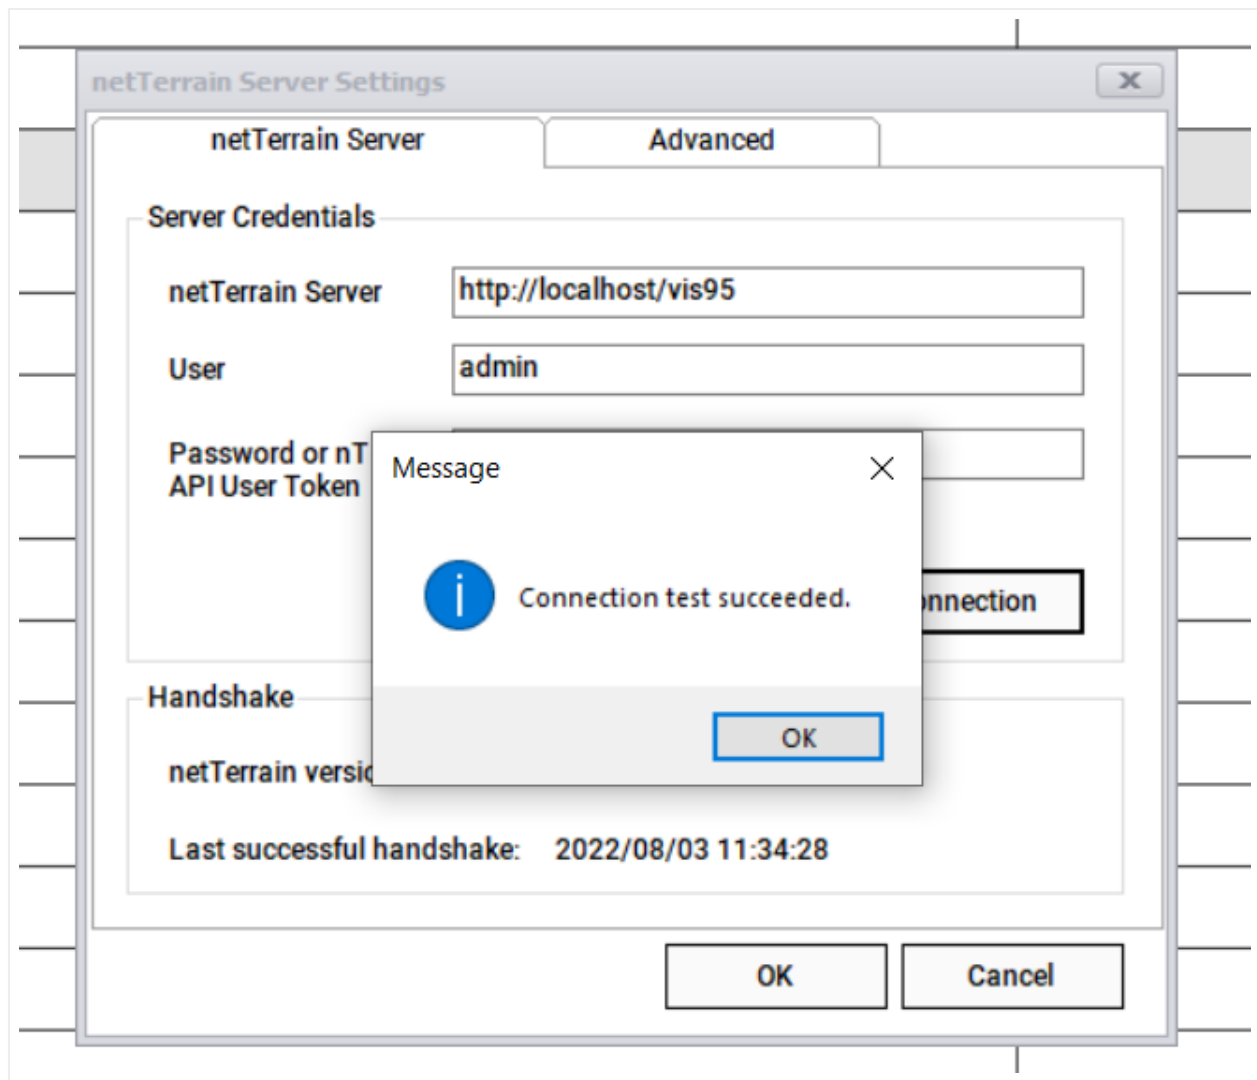 netTerrain Server Settings
netTerrain Server
Advanced
Server Credentials
netTerrain Server
http://localhost/vis95
User
admin
Password or nT
API User Token
Message
Connection test succeeded.
OK
Handshake
netTerrain
Last successful handshake:
2022/08/03 11:34:28
OK
Cancel